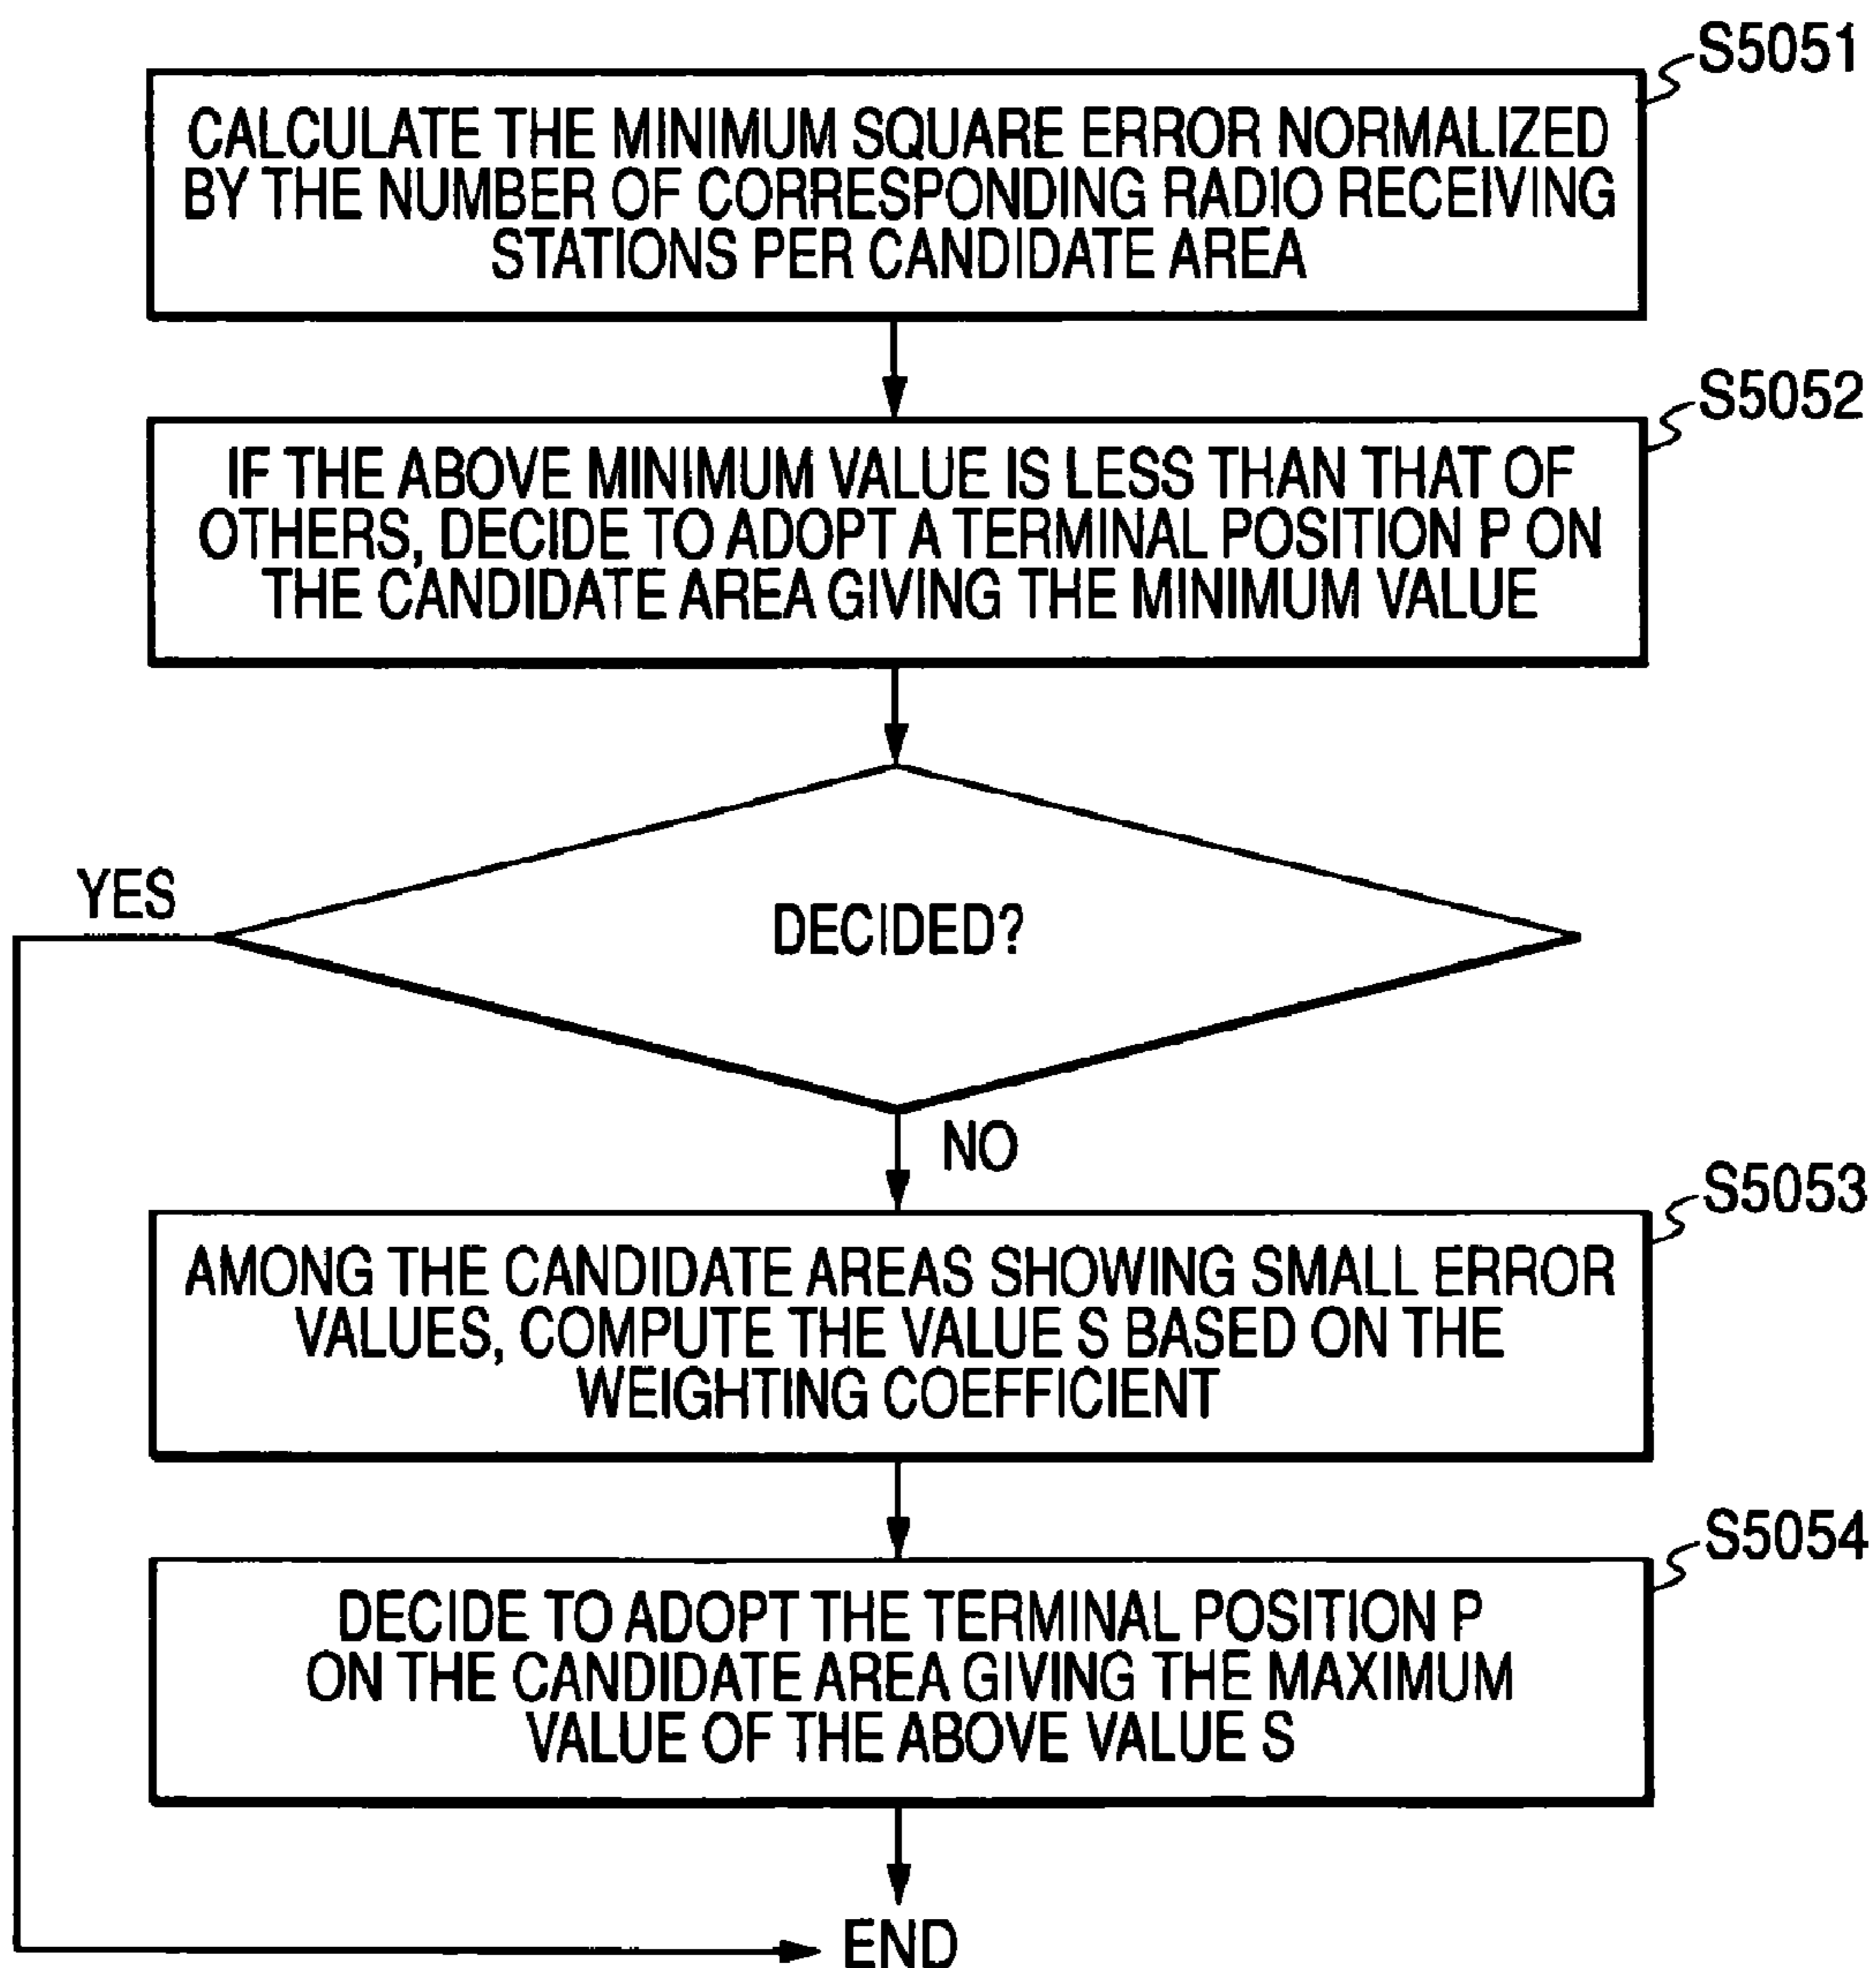 S5051
CALCULATE THE MINIMUM SQUARE ERROR NORMALIZED
BY THE NUMBER OF CORRESPONDING RADIO RECEIVING
STATIONS PER CANDIDATE AREA
S5052
IF THE ABOVE MINIMUM VALUE IS LESS THAN THAT OF
OTHERS, DECIDE TO ADOPT A TERMINAL POSITION P ON
THE CANDIDATE AREA GIVING THE MINIMUM VALUE
YES
DECIDED?
NO
S5053
AMONG THE CANDIDATE AREAS SHOWING SMALL ERROR
VALUES, COMPUTE THE VALUE S BASED ON THE
WEIGHTING COEFFICIENT
S5054
DECIDE TO ADOPT THE TERMINAL POSITION P
ON THE CANDIDATE AREA GIVING THE MAXIMUM
VALUE OF THE ABOVE VALUE S
END